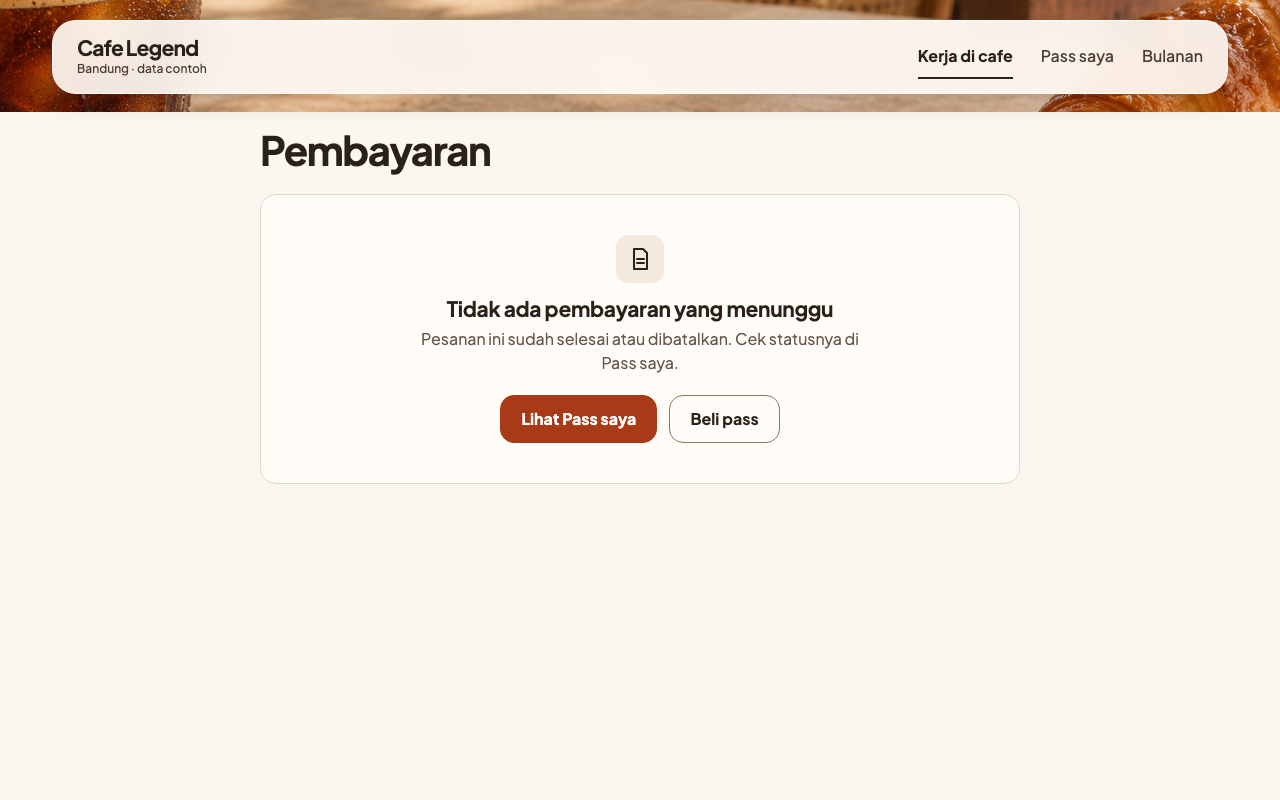 Cafe Legend
Bandung · data contoh
Kerja di cafe
Pass saya
Bulanan
Pembayaran
Tidak ada pembayaran yang menunggu
Pesanan ini sudah selesai atau dibatalkan. Cek statusnya di
Pass saya.
Lihat Pass saya
Beli pass